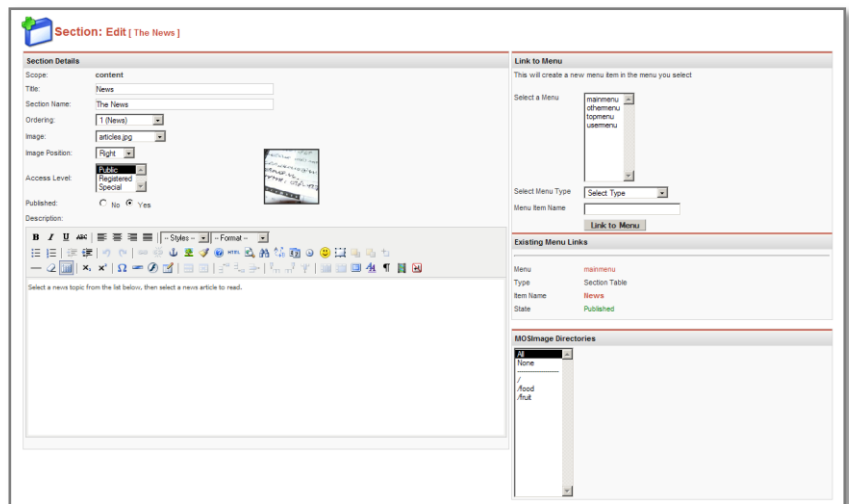 Section: Edit [ The News ]
Section Details
Scope: content
Title: News
Section Name: The News
Ordering: 1 (News)
Image: articles.jpg
Image Position: Right
Access Level: Public
Registered
Special
Published: No Yes
Description:
B I U ABC -- Styles -- -- Format --
HTML
Select a news topic from the list below, then select a news article to read.
Link to Menu
This will create a new menu item in the menu you select
Select a Menu mainmenu
othermenu
topmenu
usermenu
Select Menu Type Select Type
Menu Item Name
Link to Menu
Existing Menu Links
Menu mainmenu
Type Section Table
Item Name News
State Published
MOSImage Directories
All
None
/
/food
/fruit